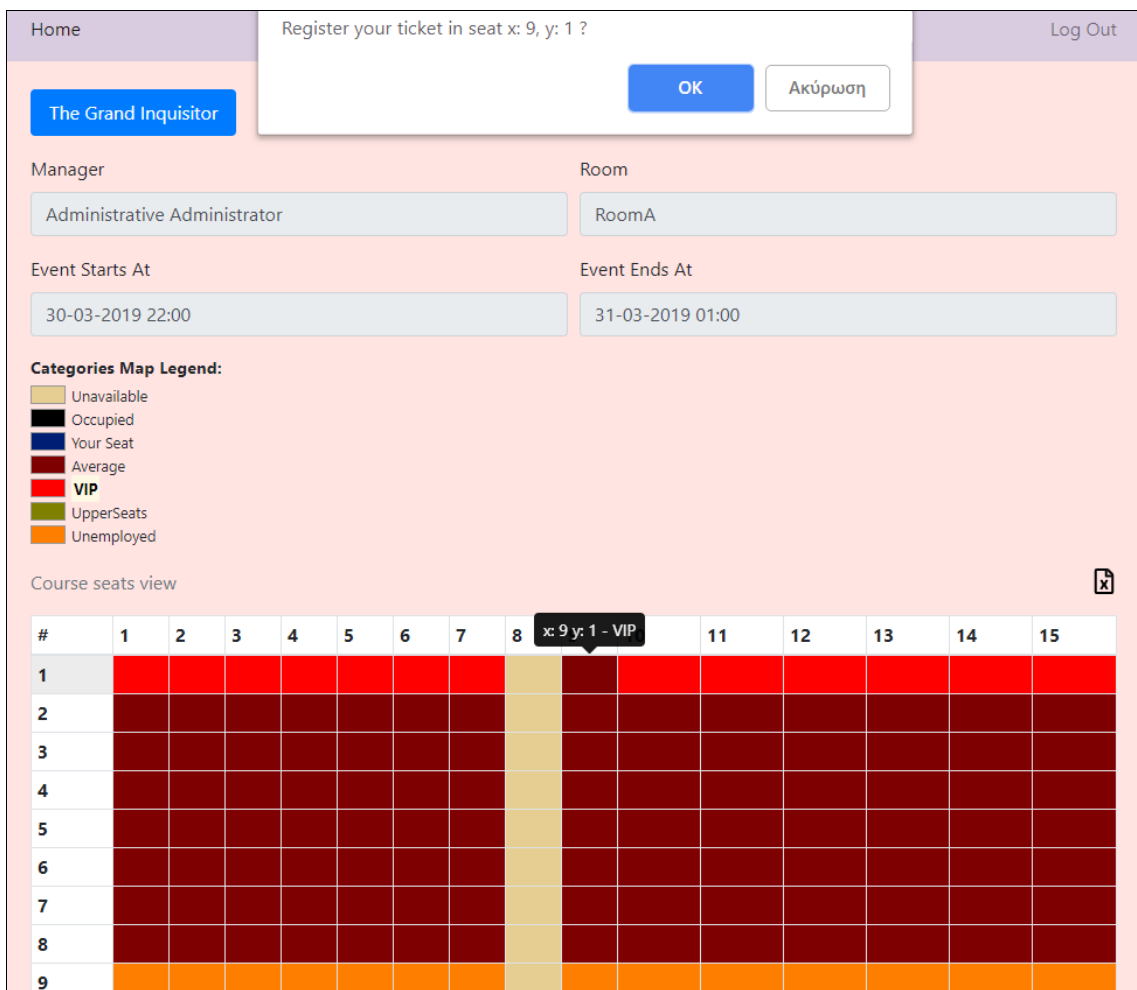 Home
Register your ticket in seat x: 9, y: 1 ?
Log Out
OK
Ακύρωση
The Grand Inquisitor
Manager
Room
Administrative Administrator
RoomA
Event Starts At
Event Ends At
30-03-2019 22:00
31-03-2019 01:00
Categories Map Legend:
Unavailable
Occupied
Your Seat
Average
VIP
UpperSeats
Unemployed
Course seats view
x: 9 y: 1 - VIP
# 1 2 3 4 5 6 7 8 11 12 13 14 15
1
2
3
4
5
6
7
8
9